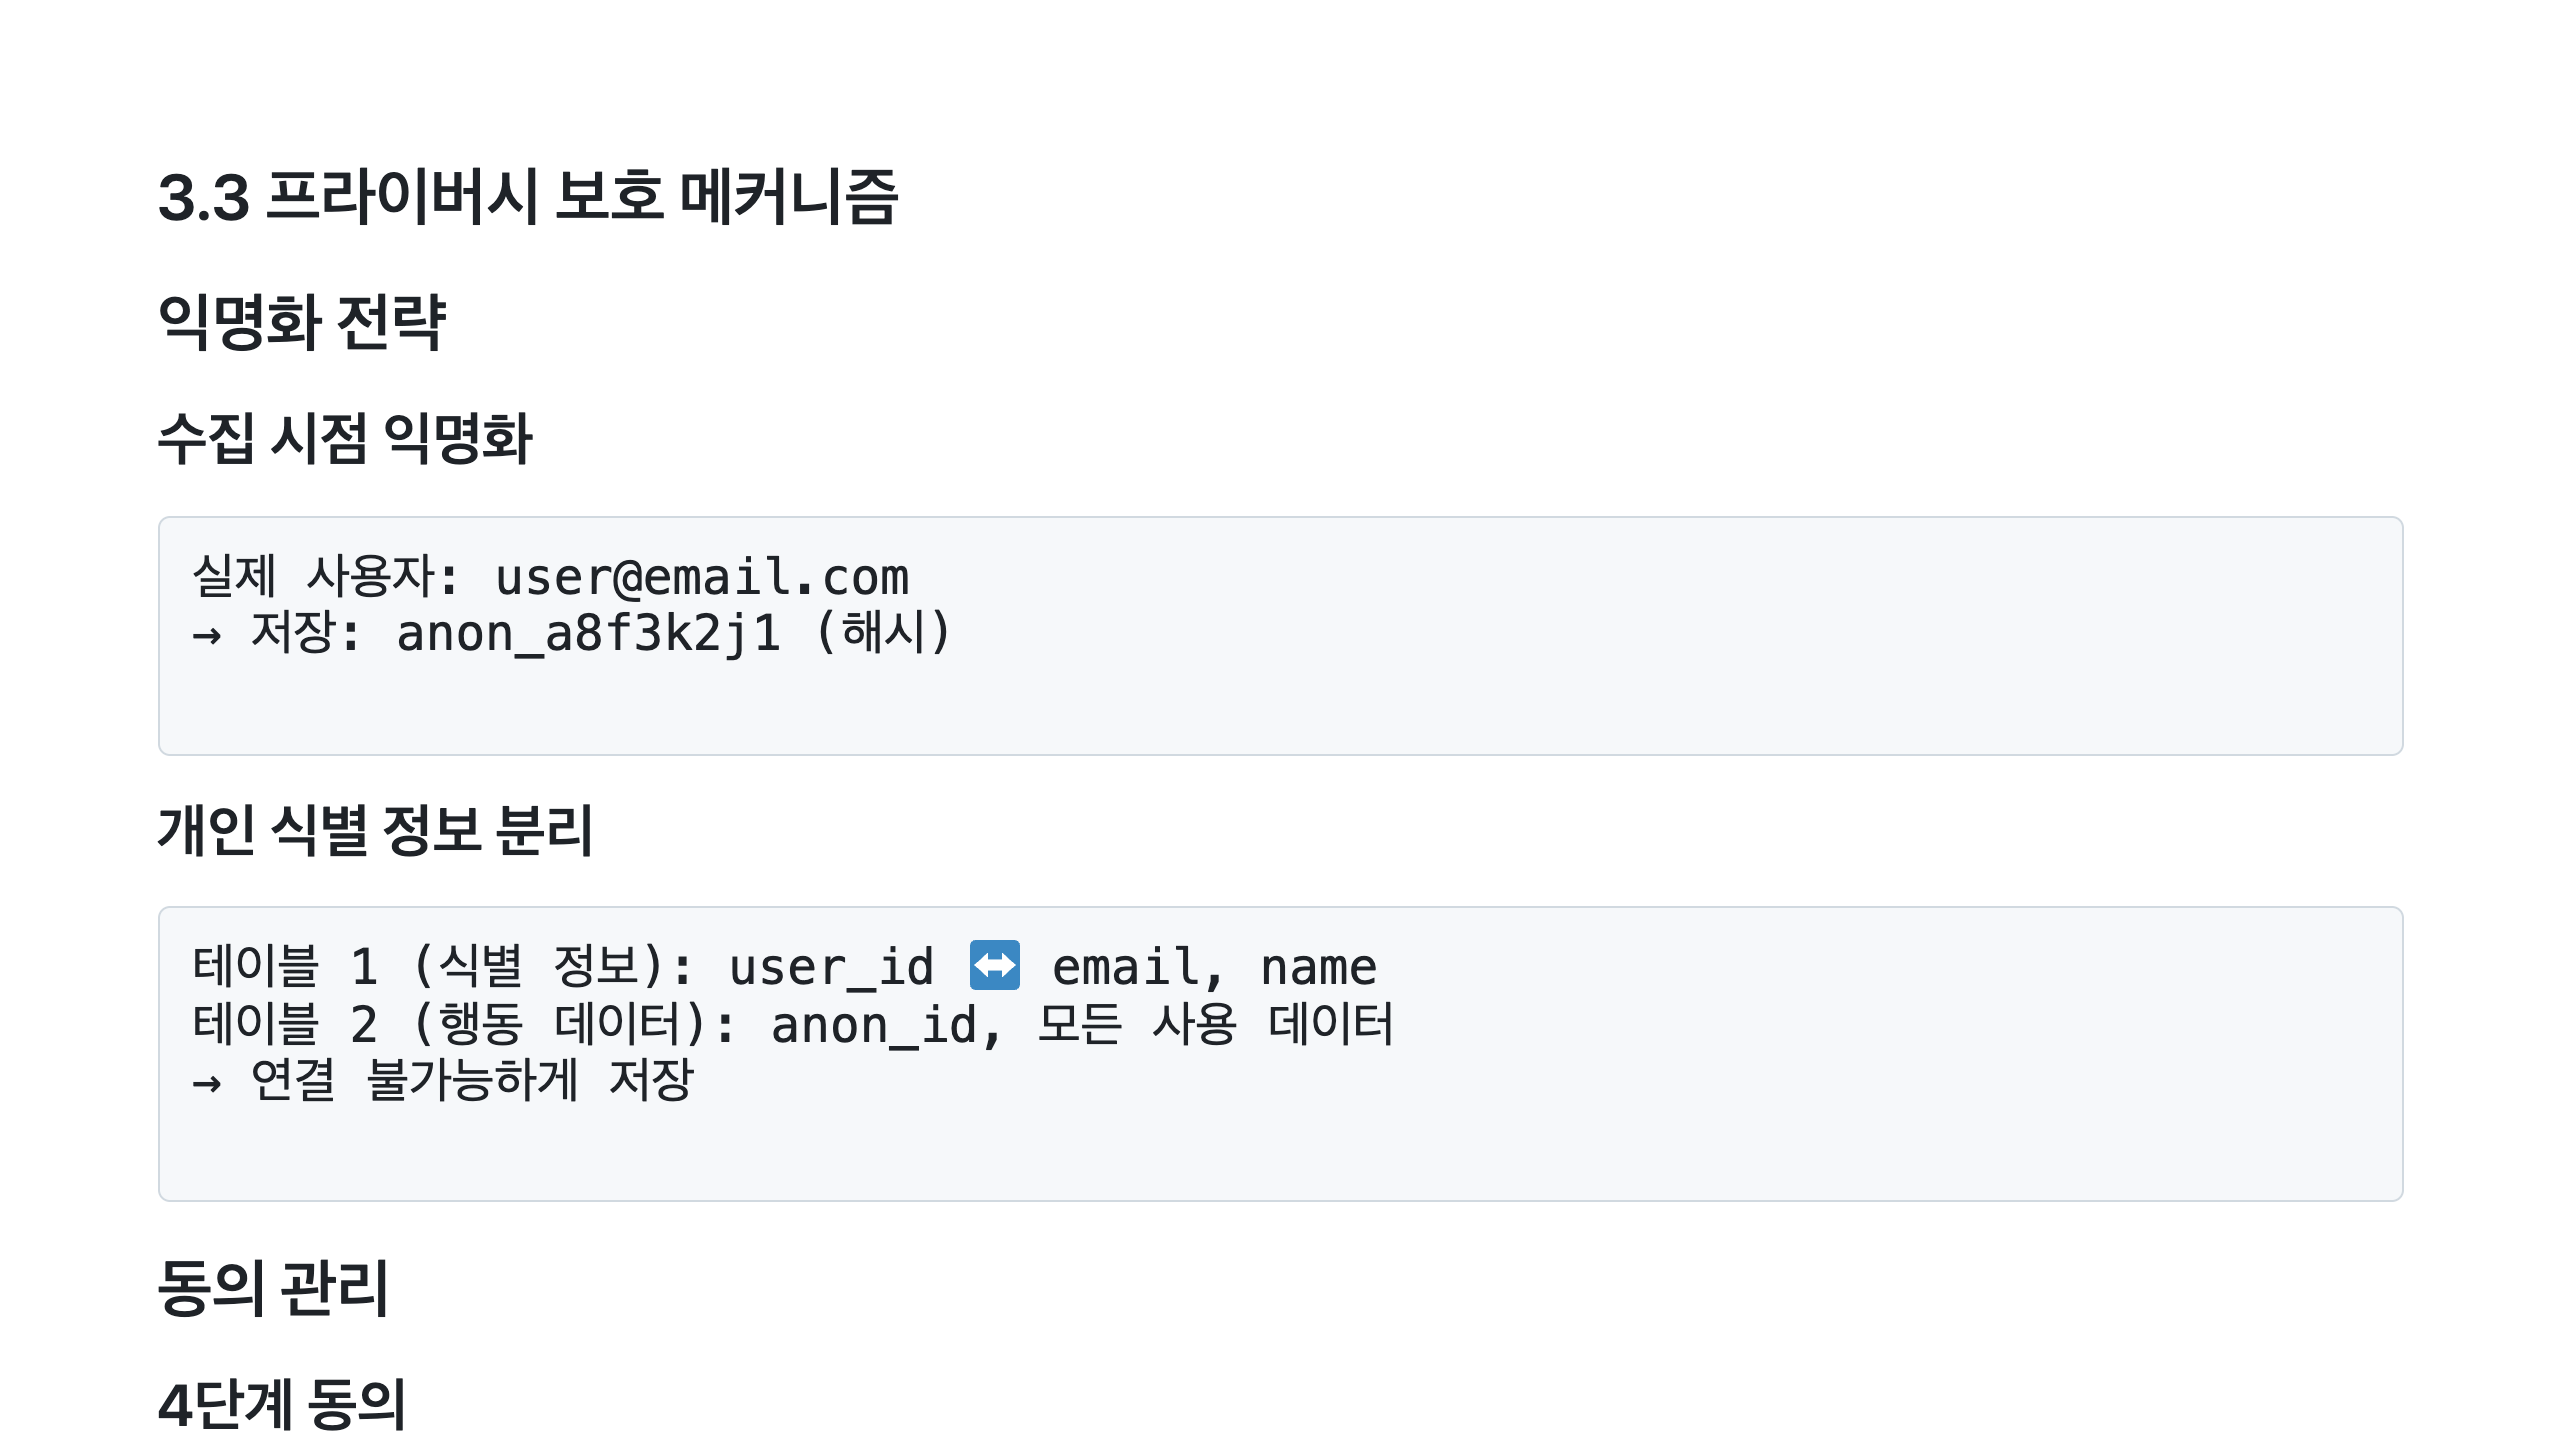 3.3 프라이버시 보호 메커니즘
익명화 전략
수집 시점 익명화
실제 사용자: user@email.com
→ 저장: anon_a8f3k2j1 (해시)
개인 식별 정보 분리
테이블 1 (식별 정보): user_id ↔️ email, name
테이블 2 (행동 데이터): anon_id, 모든 사용 데이터
→ 연결 불가능하게 저장
동의 관리
4단계 동의